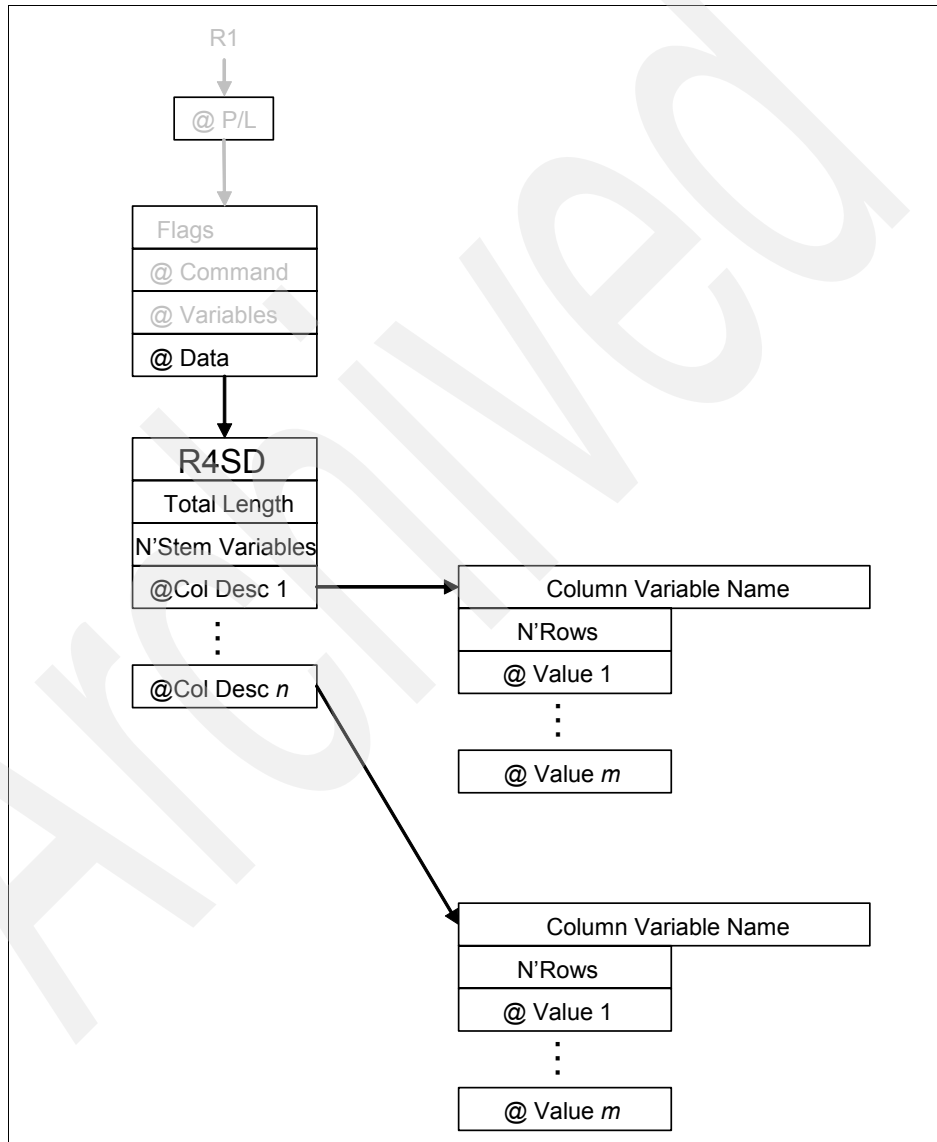 R1
@ P/L
Flags
@ Command
@ Variables
@ Data
R4SD
Total Length
N'Stem Variables
@Col Desc 1
@Col Desc n
Column Variable Name
N'Rows
@ Value 1
@ Value m
Column Variable Name
N'Rows
@ Value 1
@ Value m
Archived